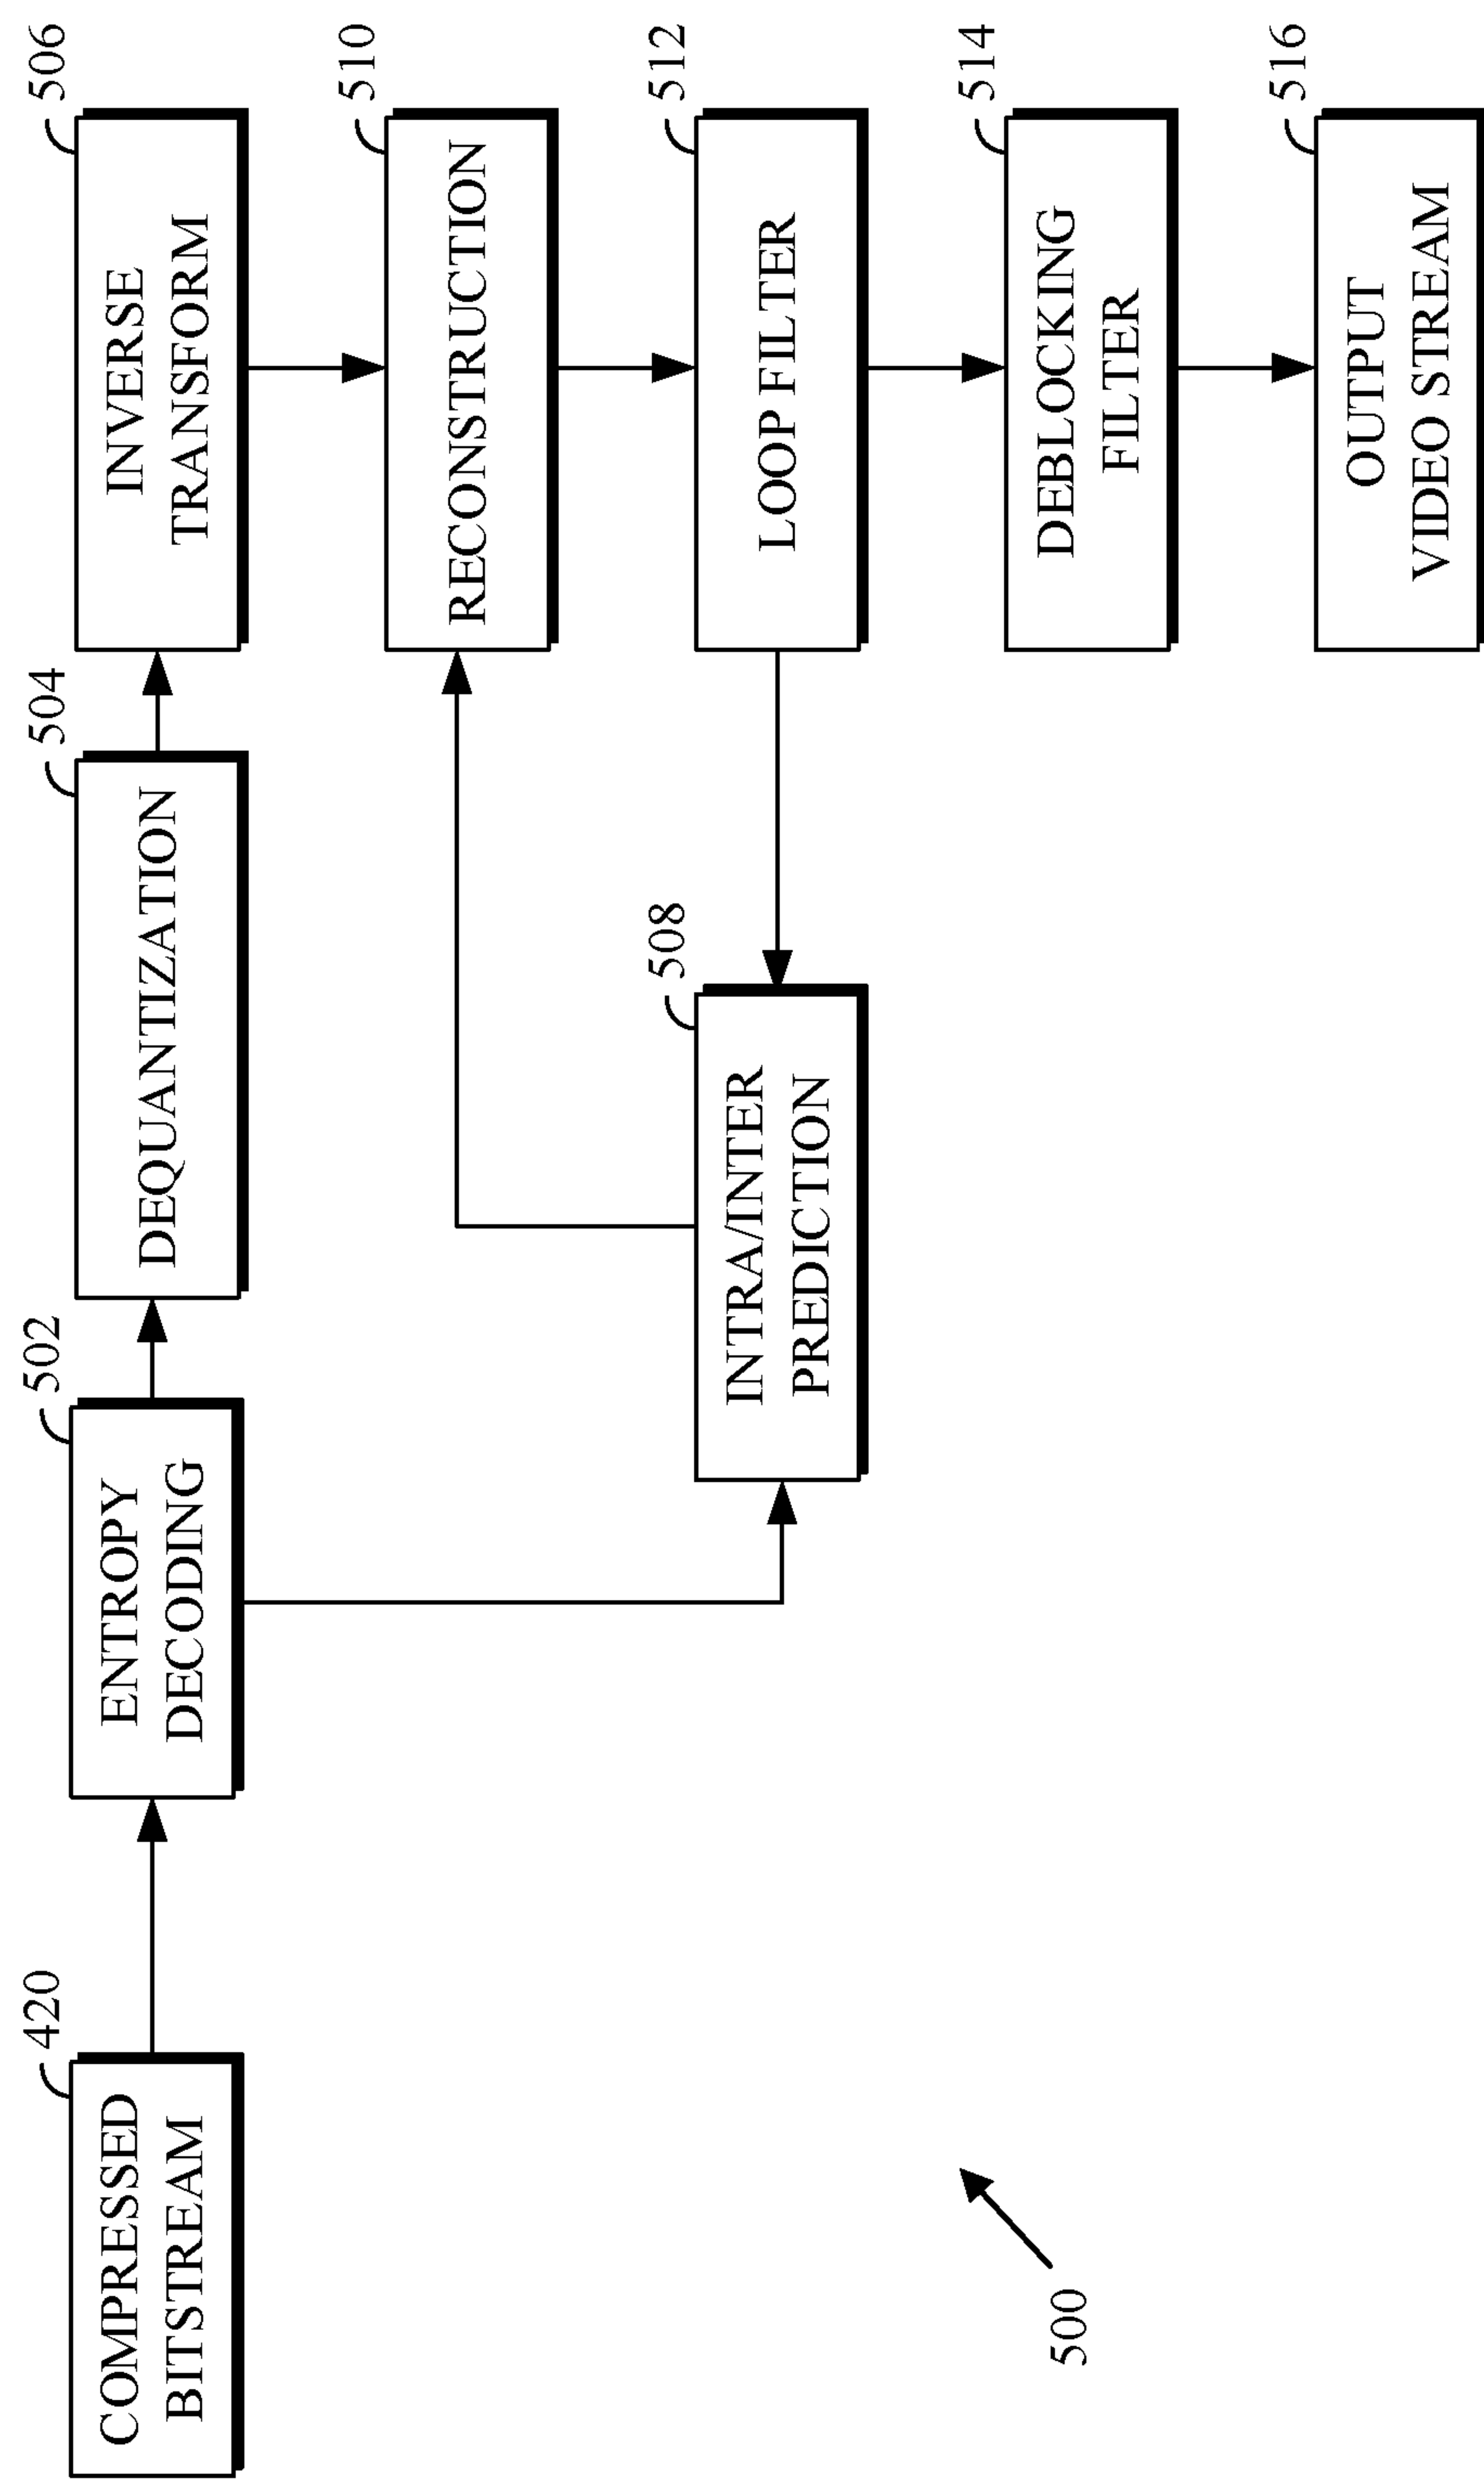 420
COMPRESSED
BITSTREAM
502
ENTROPY
DECODING
504
DEQUANTIZATION
506
INVERSE
TRANSFORM
510
RECONSTRUCTION
508
INTRA/INTER
PREDICTION
512
LOOP FILTER
514
DEBLOCKING
FILTER
516
OUTPUT
VIDEO STREAM
500